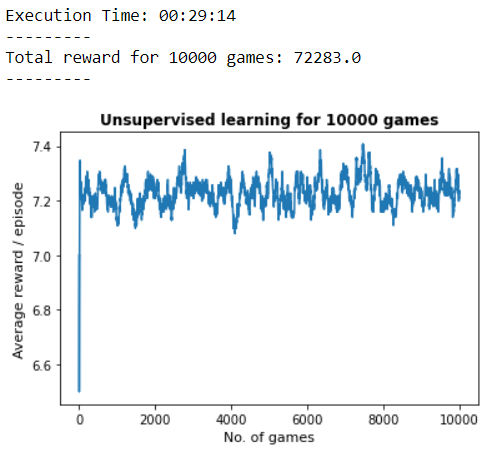 Execution Time: 00:29:14
---------
Total reward for 10000 games: 72283.0
---------
Unsupervised learning for 10000 games
Average reward / episode
7.4
7.2
7.0
6.8
6.6
0 2000 4000 6000 8000 10000
No. of games